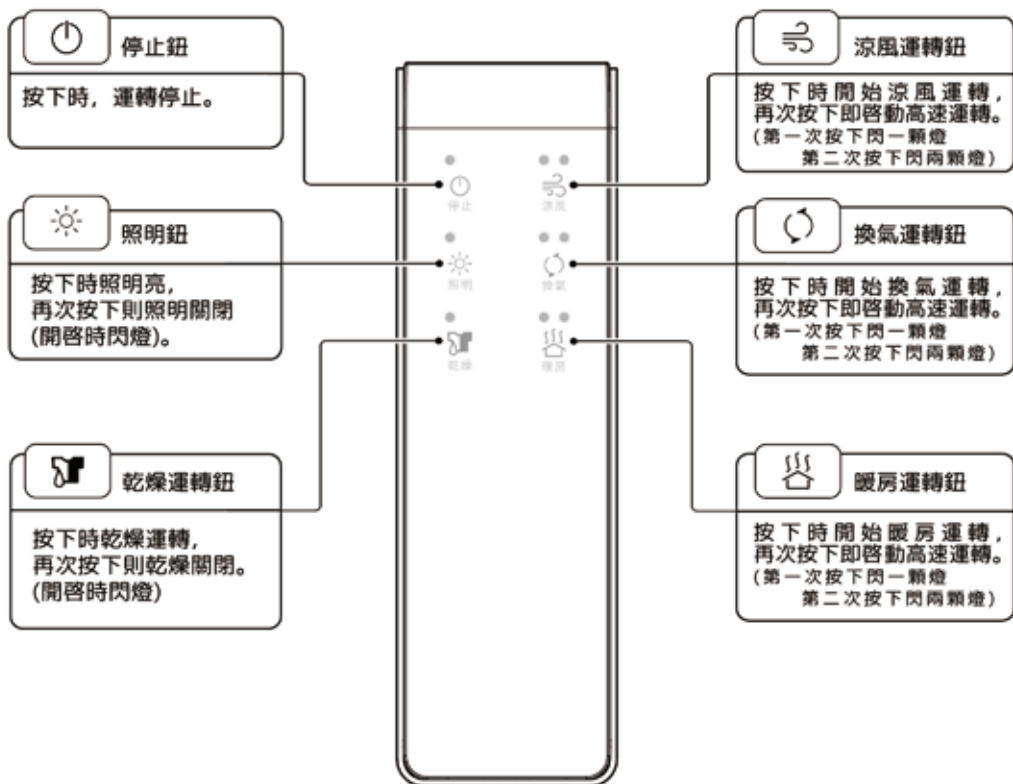 停止鈕
按下時，運轉停止。
照明鈕
按下時照明亮，
再次按下則照明關閉
(開啓時閃燈)。
乾燥運轉鈕
按下時乾燥運轉，
再次按下則乾燥關閉。
(開啓時閃燈)
停止
涼風
照明
換氣
乾燥
暖房
涼風運轉鈕
按下時開始涼風運轉，
再次按下即啓動高速運轉。
(第一次按下閃一顆燈
第二次按下閃兩顆燈)
換氣運轉鈕
按下時開始換氣運轉，
再次按下即啓動高速運轉。
(第一次按下閃一顆燈
第二次按下閃兩顆燈)
暖房運轉鈕
按下時開始暖房運轉，
再次按下即啓動高速運轉。
(第一次按下閃一顆燈
第二次按下閃兩顆燈)